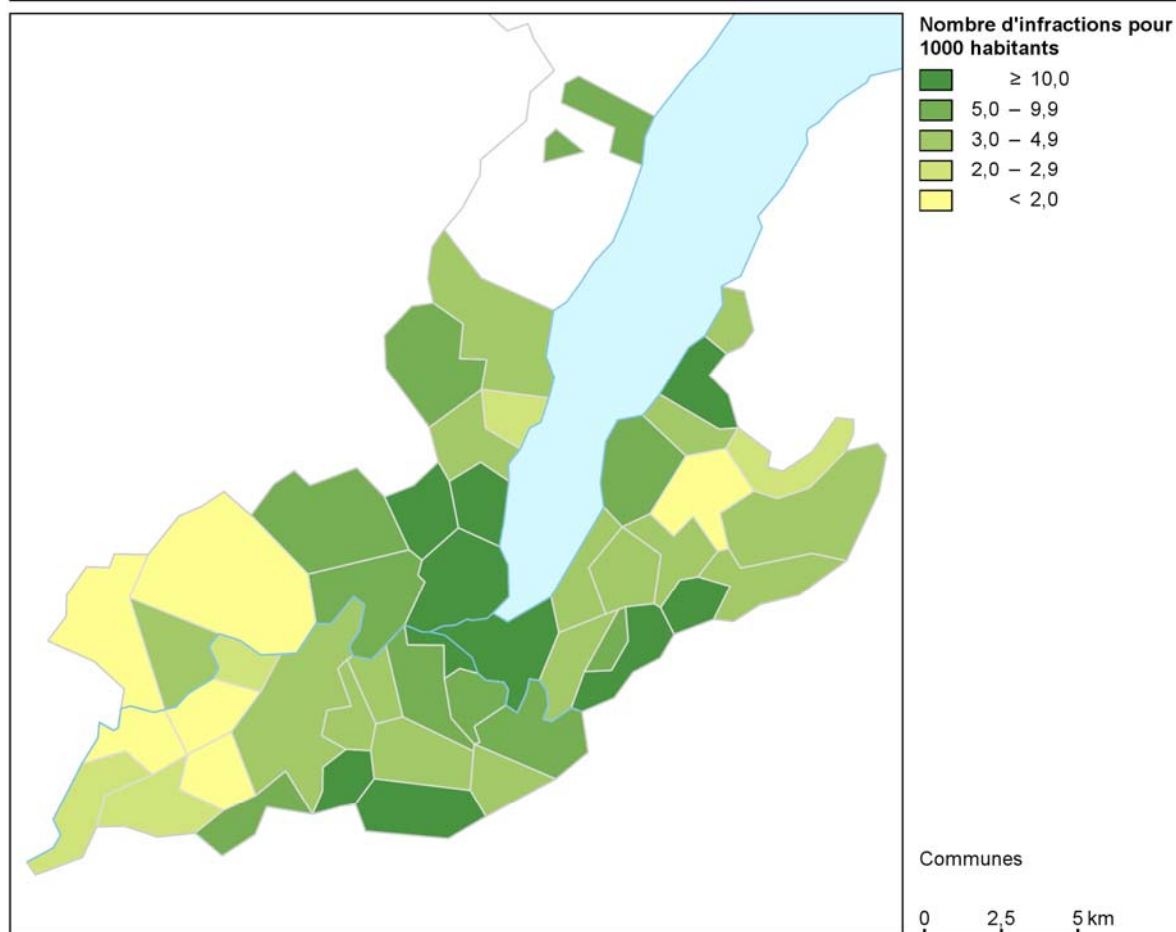 Nombre d'infractions pour
1000 habitants
≥ 10,0
5,0 – 9,9
3,0 – 4,9
2,0 – 2,9
< 2,0
Communes
0 2,5 5 km